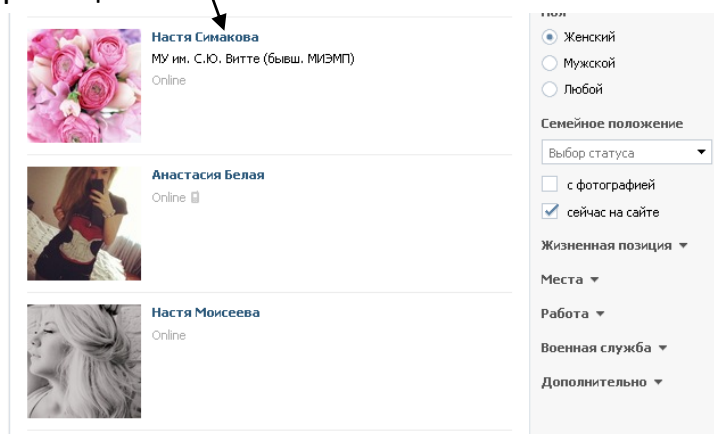 Настя Симакова
МУ им. С.Ю. Витте (бывш. МИЭМП)
Online
Анастасия Белая
Online
Настя Моисеева
Online
Женский
Мужской
Любой
Семейное положение
Выбор статуса
с фотографией
сейчас на сайте
Жизненная позиция
Места
Работа
Военная служба
Дополнительно